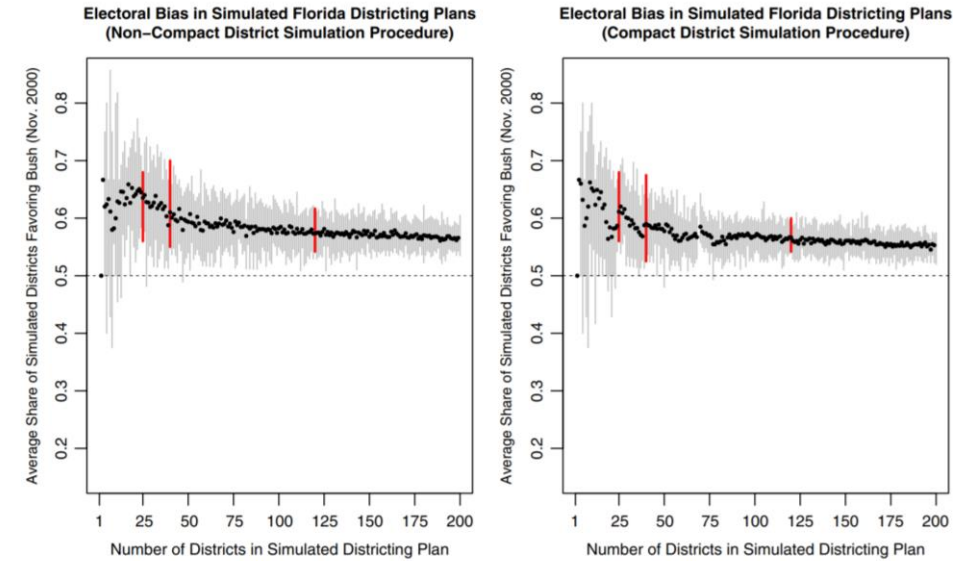 Electoral Bias in Simulated Florida Districting Plans
(Non−Compact District Simulation Procedure)
Average Share of Simulated Districts Favoring Bush (Nov. 2000)
0.8
0.7
0.6
0.5
0.4
0.3
0.2
1 25 50 75 100 125 150 175 200
Number of Districts in Simulated Districting Plan
Electoral Bias in Simulated Florida Districting Plans
(Compact District Simulation Procedure)
Average Share of Simulated Districts Favoring Bush (Nov. 2000)
0.8
0.7
0.6
0.5
0.4
0.3
0.2
1 25 50 75 100 125 150 175 200
Number of Districts in Simulated Districting Plan